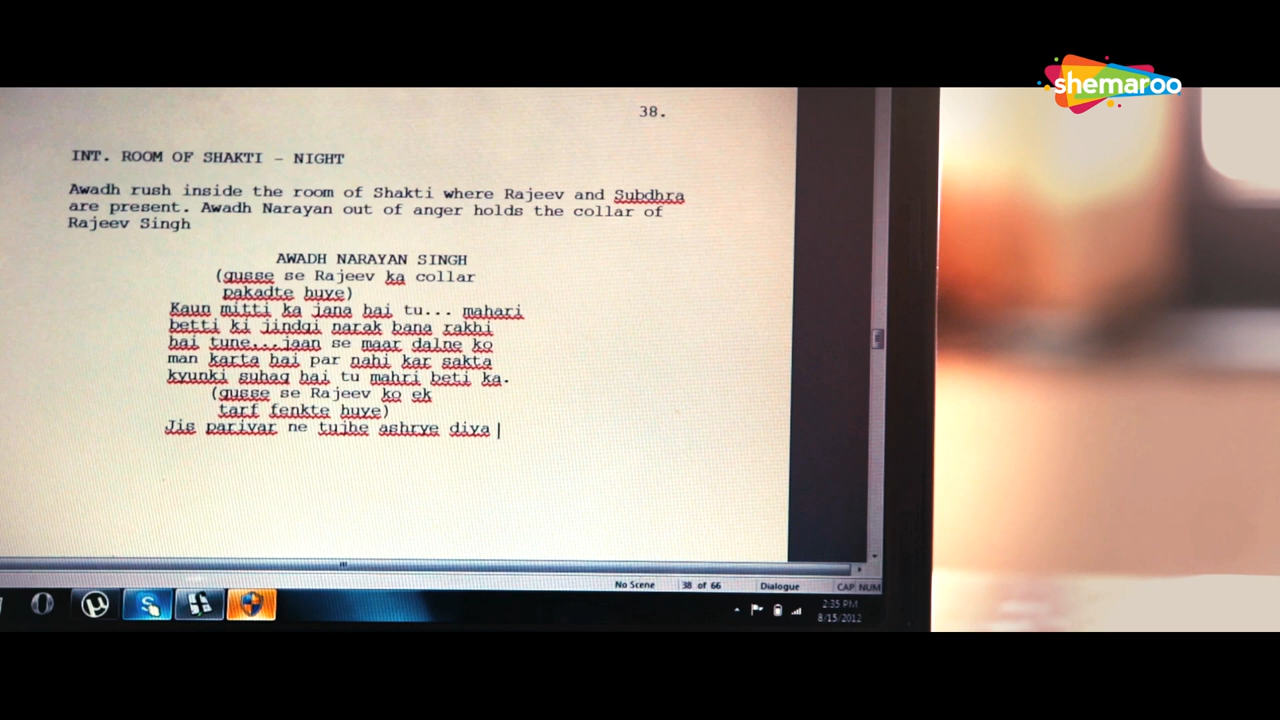 shemaroo
38.
INT. ROOM OF SHAKTI - NIGHT
Awadh rush inside the room of Shakti where Rajeev and Subdhra
are present. Awadh Narayan out of anger holds the collar of
Rajeev Singh
AWADH NARAYAN SINGH
(gusse se Rajeev ka collar
pakadte huye)
Kaun mitti ka jana hai tu... mahari
betti ki jindgi narak bana rakhi
hai tune...jaan se maar dalne ko
man karta hai par nahi kar sakta
kyunki suhag hai tu mahri beti ka.
(gusse se Rajeev ko ek
tarf fenkte huye)
Jis parivar ne tujhe ashrye diya
No Scene 38 of 66 Dialogue CAP NUM
2:35 PM
8/15/2012